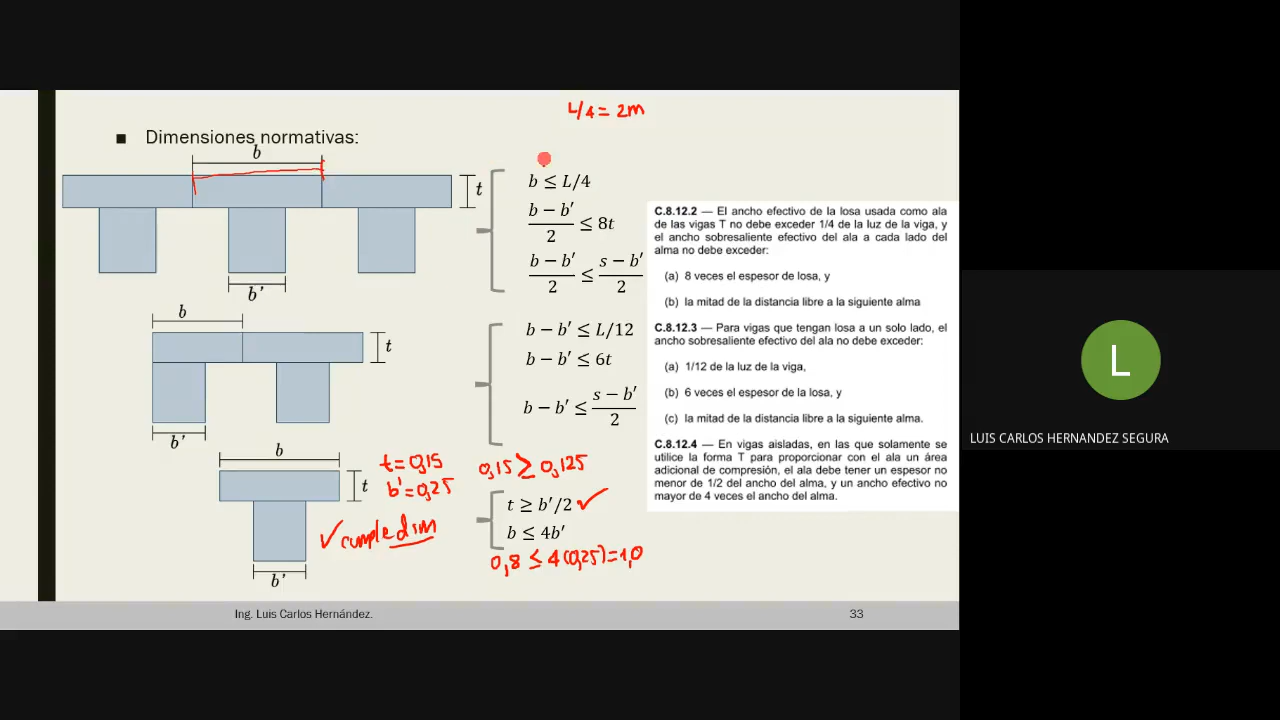 L/4 = 2m
■ Dimensiones normativas:
b
t
b'
b ≤ L/4
b − b' / 2 ≤ 8t
b − b' / 2 ≤ s − b' / 2
b
t
b'
b − b' ≤ L/12
b − b' ≤ 6t
b − b' ≤ s − b' / 2
b
t
b'
t = 0,15
b' = 0,25
✓ cumple dim
0,15 ≥ 0,125
t ≥ b'/2 ✓
b ≤ 4b'
0,8 ≤ 4(0,25) = 1,0
C.8.12.2 — El ancho efectivo de la losa usada como ala
de las vigas T no debe exceder 1/4 de la luz de la viga, y
el ancho sobresaliente efectivo del ala a cada lado del
alma no debe exceder:
(a) 8 veces el espesor de losa, y
(b) la mitad de la distancia libre a la siguiente alma
C.8.12.3 — Para vigas que tengan losa a un solo lado, el
ancho sobresaliente efectivo del ala no debe exceder:
(a) 1/12 de la luz de la viga,
(b) 6 veces el espesor de la losa, y
(c) la mitad de la distancia libre a la siguiente alma.
C.8.12.4 — En vigas aisladas, en las que solamente se
utilice la forma T para proporcionar con el ala un área
adicional de compresión, el ala debe tener un espesor no
menor de 1/2 del ancho del alma, y un ancho efectivo no
mayor de 4 veces el ancho del alma.
Ing. Luis Carlos Hernández.
33
L
LUIS CARLOS HERNANDEZ SEGURA